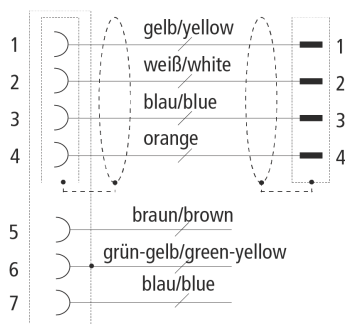 1 gelb/yellow 1
2 weiß/white 2
3 blau/blue 3
4 orange 4
5 braun/brown
6 grün-gelb/green-yellow
7 blau/blue